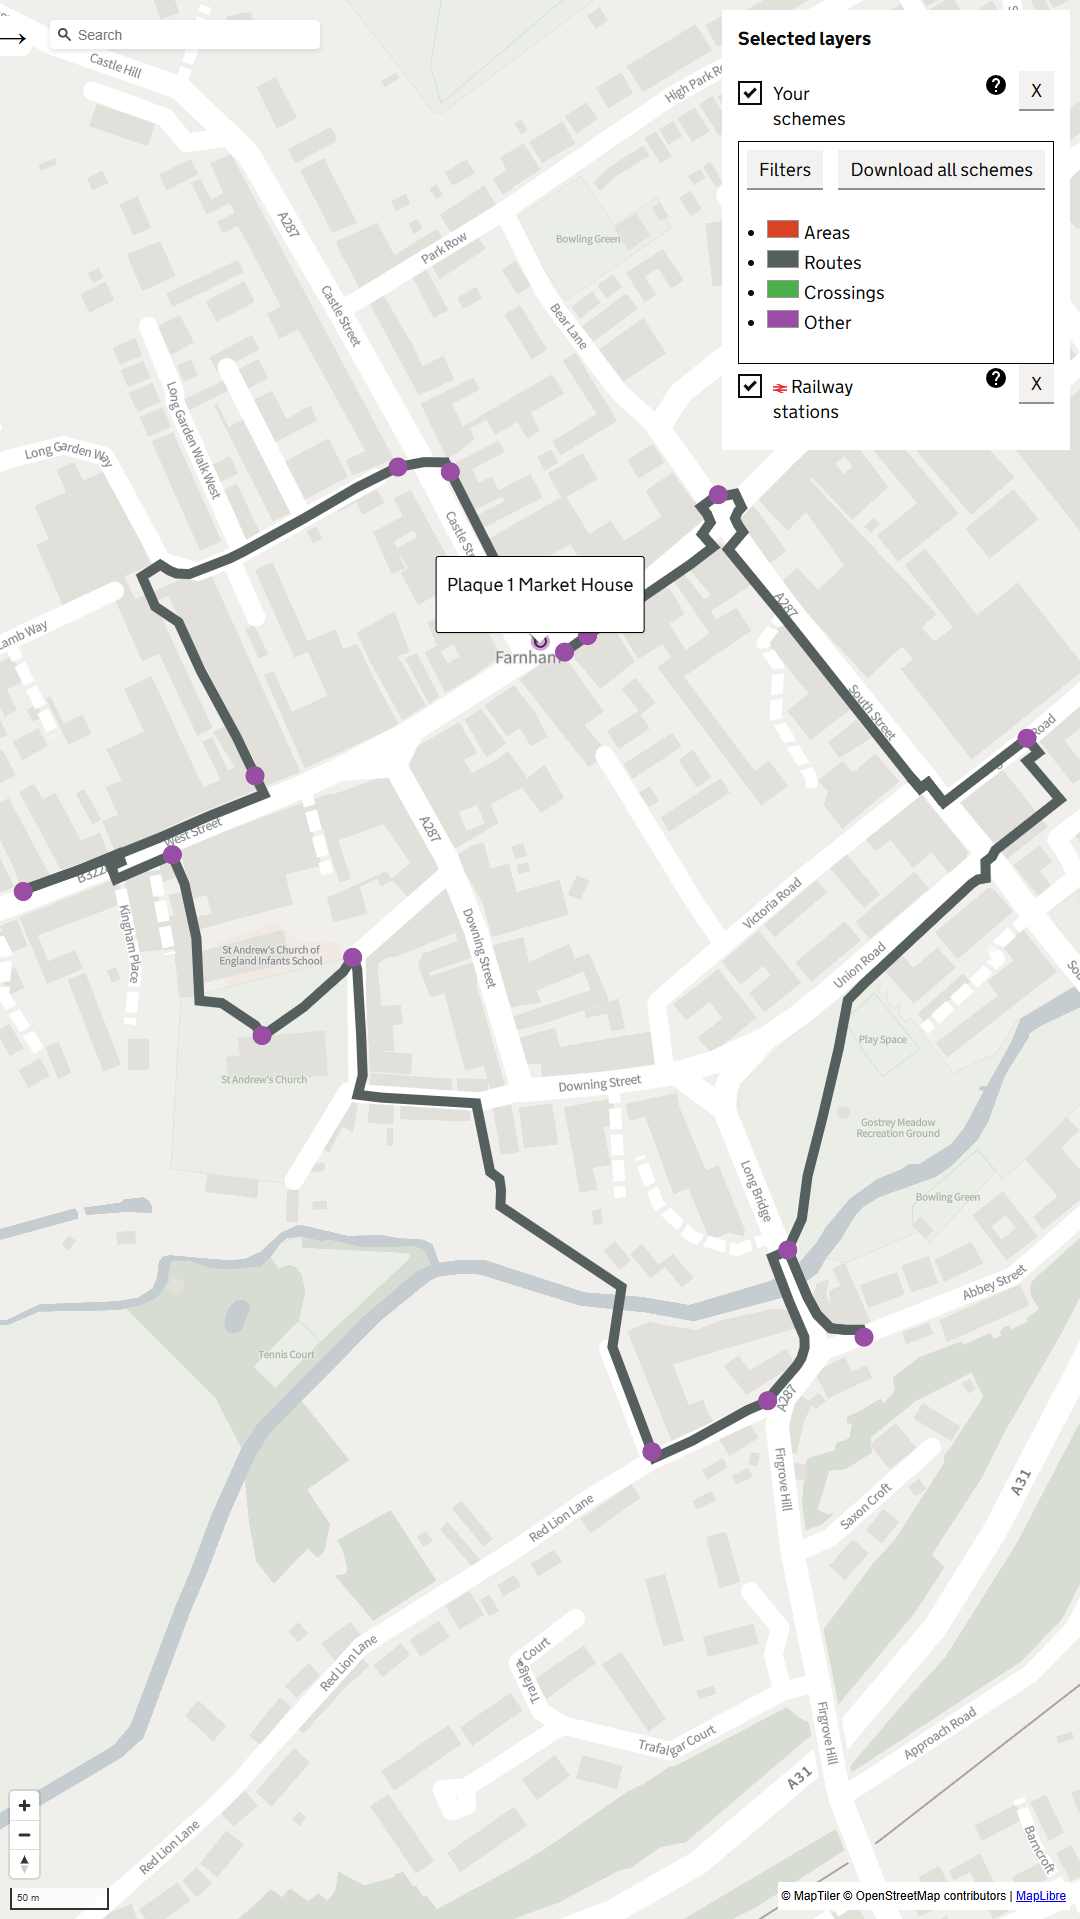 Search
Selected layers
Your
schemes
?
X
Filters
Download all schemes
Areas
Routes
Crossings
Other
Railway
stations
?
X
Castle Hill
High Park Ro
A287
Park Row
Bowling Green
Castle Street
Bear Lane
Long Garden Walk West
Long Garden Way
Castle Str
Plaque 1 Market House
Farnham
A287
Lamb Way
South Street
Road
West Street
B322
A287
Kingham Place
Victoria Road
Downing Street
St Andrew's Church of
England Infants School
Union Road
Play Space
St Andrew's Church
Downing Street
Gostrey Meadow
Recreation Ground
Long Bridge
Bowling Green
Abbey Street
Tennis Court
A287
Firgrove Hill
Saxon Croft
A31
Red Lion Lane
Red Lion Lane
Trafalgar Court
Trafalgar Court
Firgrove Hill
Approach Road
A31
Red Lion Lane
Barncroft
50 m
© MapTiler © OpenStreetMap contributors | MapLibre